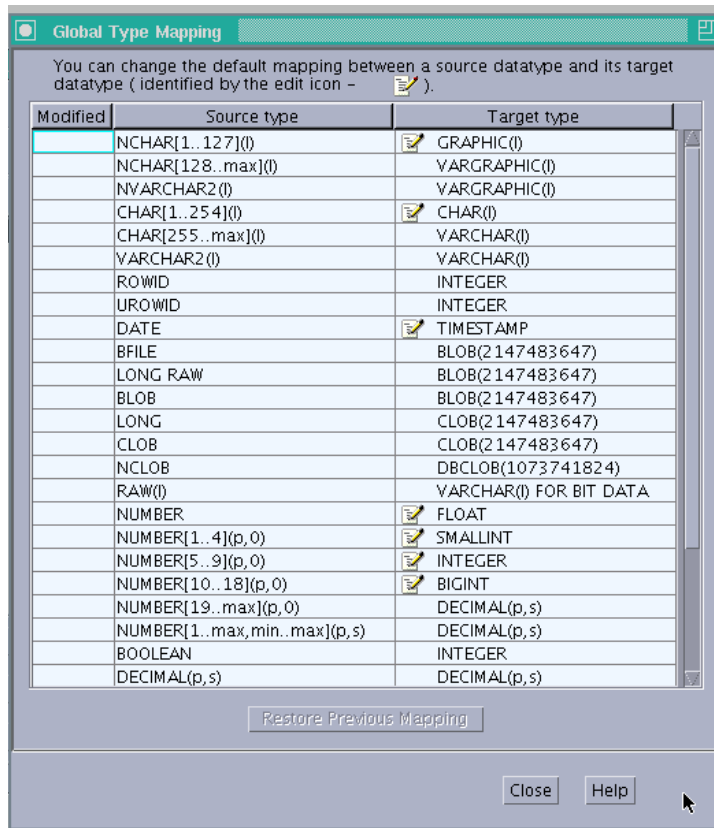 Global Type Mapping
You can change the default mapping between a source datatype and its target
datatype ( identified by the edit icon - ).
Modified Source type Target type
NCHAR[1..127](l) GRAPHIC(l)
NCHAR[128..max](l) VARGRAPHIC(l)
NVARCHAR2(l) VARGRAPHIC(l)
CHAR[1..254](l) CHAR(l)
CHAR[255..max](l) VARCHAR(l)
VARCHAR2(l) VARCHAR(l)
ROWID INTEGER
UROWID INTEGER
DATE TIMESTAMP
BFILE BLOB(2147483647)
LONG RAW BLOB(2147483647)
BLOB BLOB(2147483647)
LONG CLOB(2147483647)
CLOB CLOB(2147483647)
NCLOB DBCLOB(1073741824)
RAW(l) VARCHAR(l) FOR BIT DATA
NUMBER FLOAT
NUMBER[1..4](p,0) SMALLINT
NUMBER[5..9](p,0) INTEGER
NUMBER[10..18](p,0) BIGINT
NUMBER[19..max](p,0) DECIMAL(p,s)
NUMBER[1..max,min..max](p,s) DECIMAL(p,s)
BOOLEAN INTEGER
DECIMAL(p,s) DECIMAL(p,s)
Restore Previous Mapping
Close Help